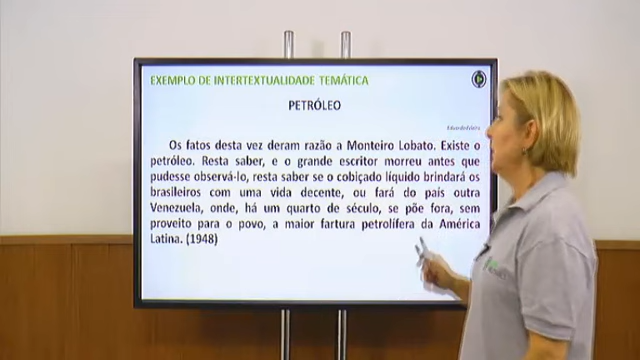 EXEMPLO DE INTERTEXTUALIDADE TEMÁTICA
PETRÓLEO
Os fatos desta vez deram razão a Monteiro Lobato. Existe o
petróleo. Resta saber, e o grande escritor morreu antes que
pudesse observá-lo, resta saber se o cobiçado líquido brindará os
brasileiros com uma vida decente, ou fará do país outra
Venezuela, onde, há um quarto de século, se põe fora, sem
proveito para o povo, a maior fartura petrolífera da América
Latina. (1948)